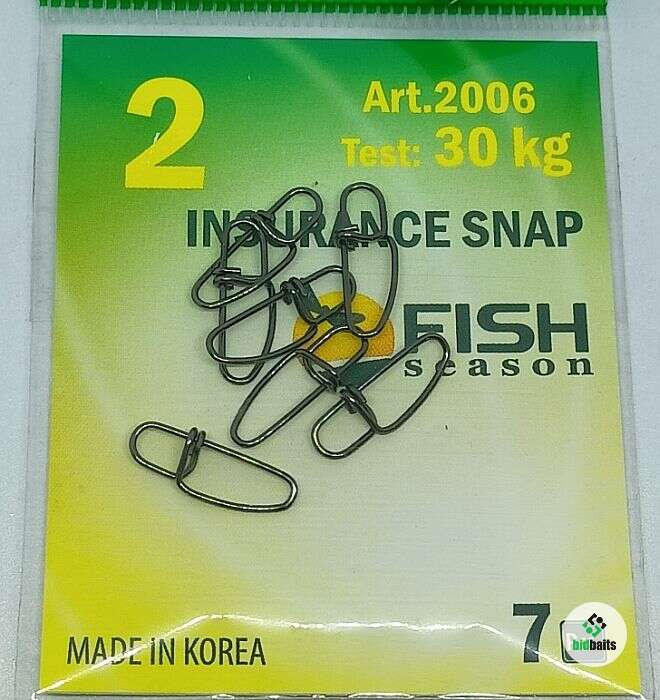 2
Art.2006
Test: 30 kg
INSURANCE SNAP
FISH
season
MADE IN KOREA
7
bidbaits